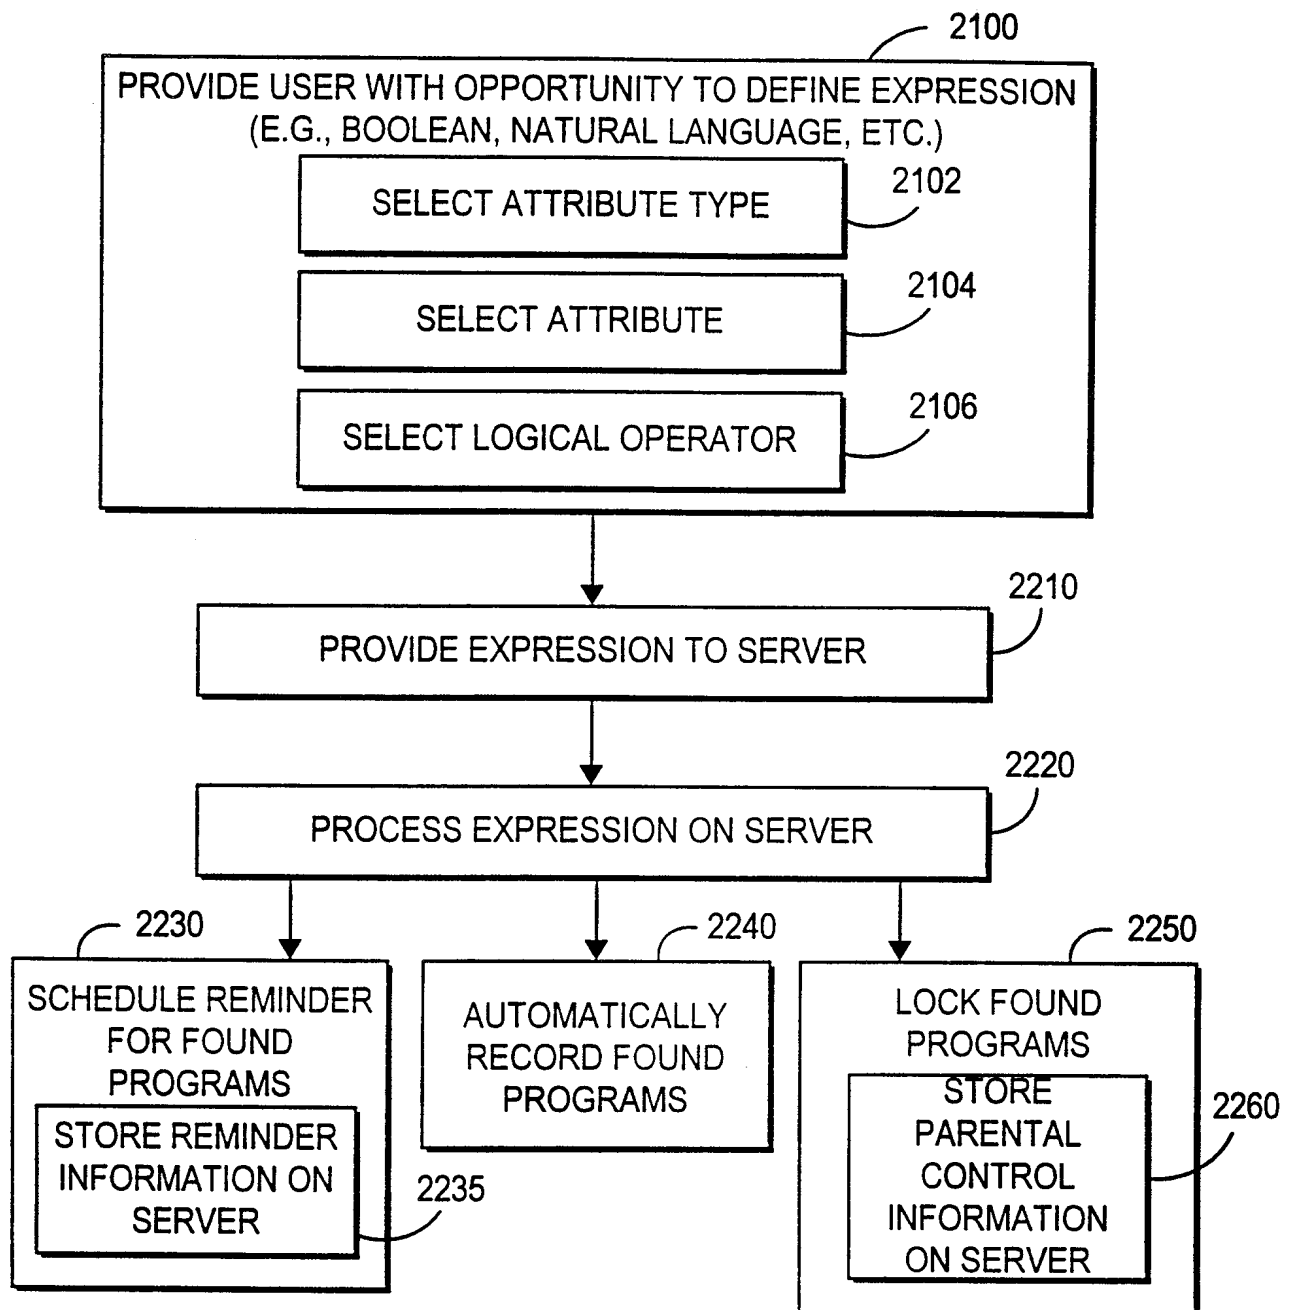 2100
PROVIDE USER WITH OPPORTUNITY TO DEFINE EXPRESSION
(E.G., BOOLEAN, NATURAL LANGUAGE, ETC.)
SELECT ATTRIBUTE TYPE
2102
SELECT ATTRIBUTE
2104
SELECT LOGICAL OPERATOR
2106
2210
PROVIDE EXPRESSION TO SERVER
2220
PROCESS EXPRESSION ON SERVER
2230
SCHEDULE REMINDER
FOR FOUND
PROGRAMS
STORE REMINDER
INFORMATION ON
SERVER
2235
2240
AUTOMATICALLY
RECORD FOUND
PROGRAMS
2250
LOCK FOUND
PROGRAMS
STORE
PARENTAL
CONTROL
INFORMATION
ON SERVER
2260